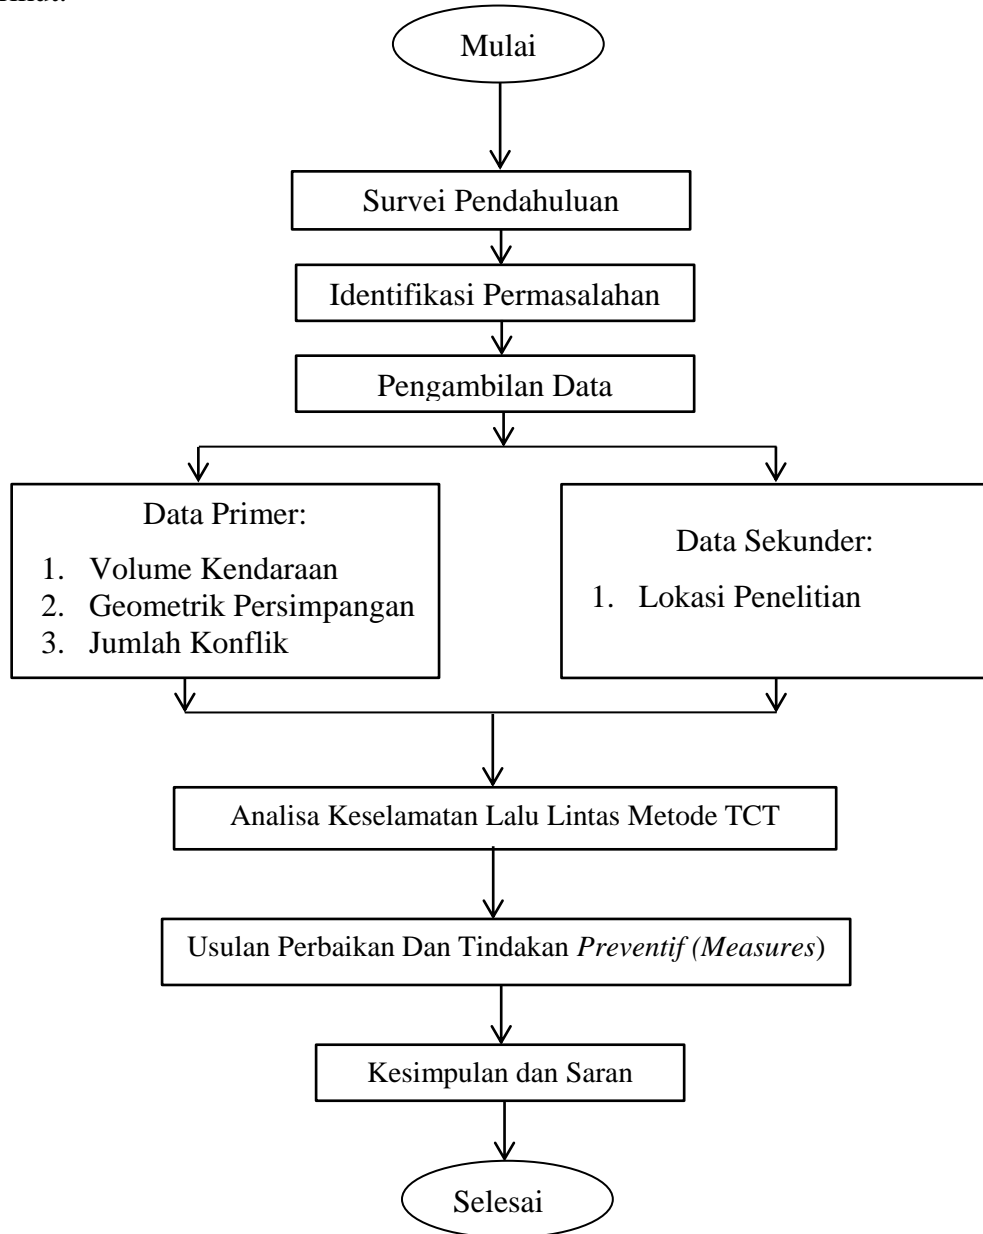 Mulai
Survei Pendahuluan
Identifikasi Permasalahan
Pengambilan Data
Data Primer:
1. Volume Kendaraan
2. Geometrik Persimpangan
3. Jumlah Konflik
Data Sekunder:
1. Lokasi Penelitian
Analisa Keselamatan Lalu Lintas Metode TCT
Usulan Perbaikan Dan Tindakan Preventif (Measures)
Kesimpulan dan Saran
Selesai